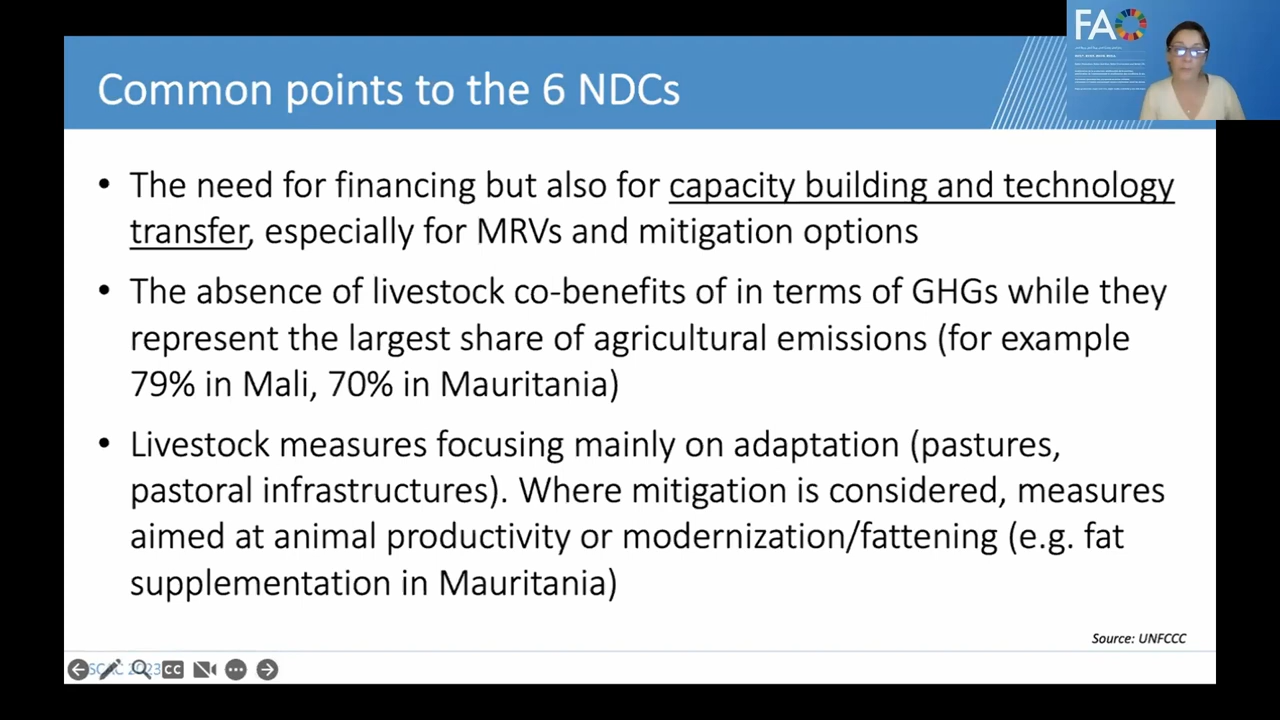 FAO
Common points to the 6 NDCs
• The need for financing but also for capacity building and technology
transfer, especially for MRVs and mitigation options
• The absence of livestock co-benefits of in terms of GHGs while they
represent the largest share of agricultural emissions (for example
79% in Mali, 70% in Mauritania)
• Livestock measures focusing mainly on adaptation (pastures,
pastoral infrastructures). Where mitigation is considered, measures
aimed at animal productivity or modernization/fattening (e.g. fat
supplementation in Mauritania)
Source: UNFCCC
2023
CC